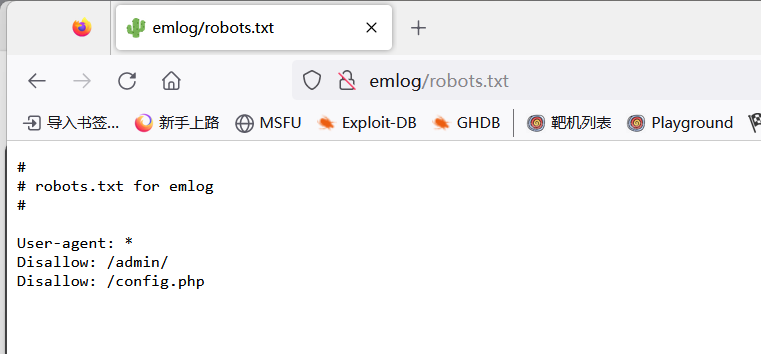 emlog/robots.txt
emlog/robots.txt
导入书签... 新手上路 MSFU Exploit-DB GHDB 靶机列表 Playground
#
# robots.txt for emlog
#
User-agent: *
Disallow: /admin/
Disallow: /config.php